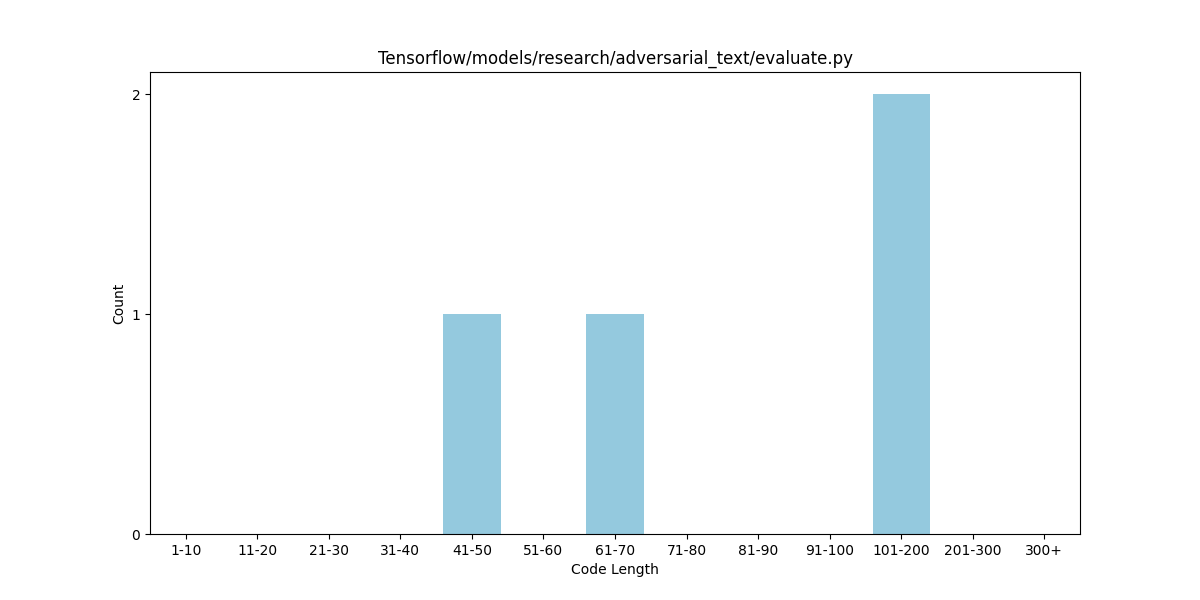 Tensorflow/models/research/adversarial_text/evaluate.py
Count
2
1
0
1-10 11-20 21-30 31-40 41-50 51-60 61-70 71-80 81-90 91-100 101-200 201-300 300+
Code Length